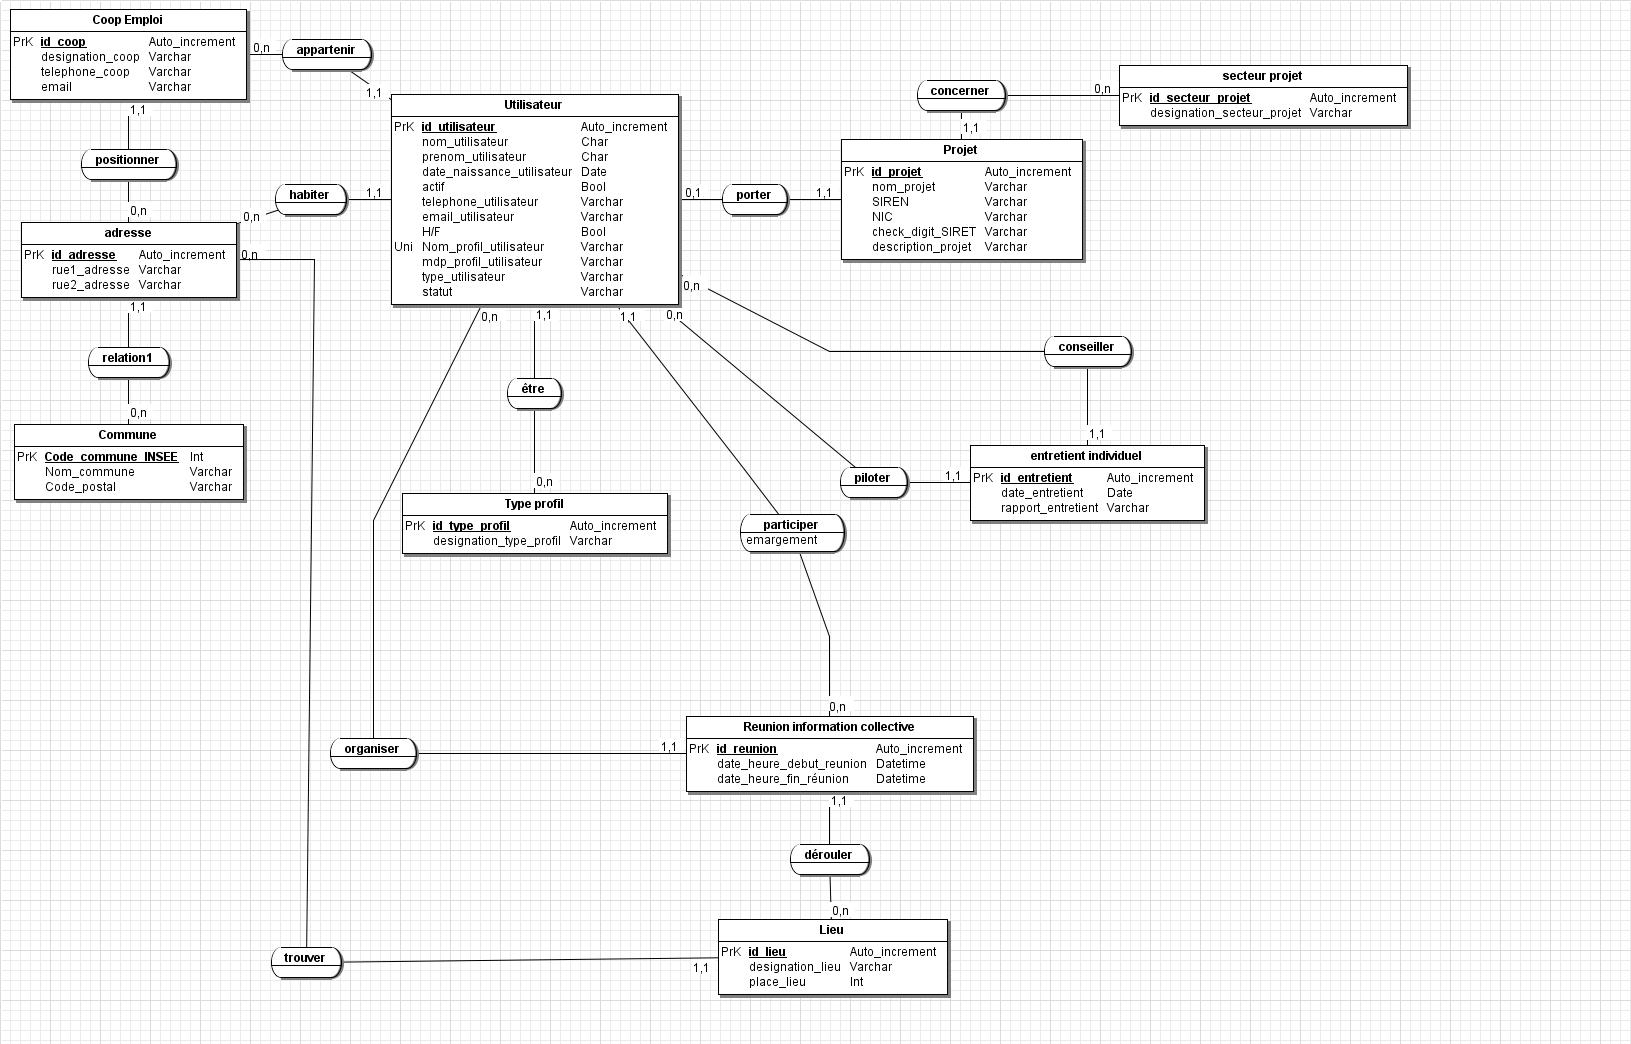 Coop Emploi
PrK id_coop Auto_increment
designation_coop Varchar
telephone_coop Varchar
email Varchar
0,n
appartenir
1,1
1,1
positionner
0,n
habiter
1,1
0,n
adresse
PrK id_adresse Auto_increment
rue1_adresse Varchar
rue2_adresse Varchar
0,n
1,1
relation1
0,n
Commune
PrK Code_commune_INSEE Int
Nom_commune Varchar
Code_postal Varchar
Utilisateur
PrK id_utilisateur Auto_increment
nom_utilisateur Char
prenom_utilisateur Char
date_naissance_utilisateur Date
actif Bool
telephone_utilisateur Varchar
email_utilisateur Varchar
H/F Bool
Uni Nom_profil_utilisateur Varchar
mdp_profil_utilisateur Varchar
type_utilisateur Varchar
statut Varchar
0,1
porter
1,1
concerner
0,n
1,1
secteur projet
PrK id_secteur_projet Auto_increment
designation_secteur_projet Varchar
Projet
PrK id_projet Auto_increment
nom_projet Varchar
SIREN Varchar
NIC Varchar
check_digit_SIRET Varchar
description_projet Varchar
0,n
0,n
1,1
1,1
0,n
conseiller
1,1
être
0,n
Type profil
PrK id_type_profil Auto_increment
designation_type_profil Varchar
piloter
1,1
entretient individuel
PrK id_entretient Auto_increment
date_entretient Date
rapport_entretient Varchar
participer
emargement
0,n
organiser
1,1
Reunion information collective
PrK id_reunion Auto_increment
date_heure_debut_reunion Datetime
date_heure_fin_réunion Datetime
1,1
dérouler
0,n
Lieu
PrK id_lieu Auto_increment
designation_lieu Varchar
place_lieu Int
trouver
1,1